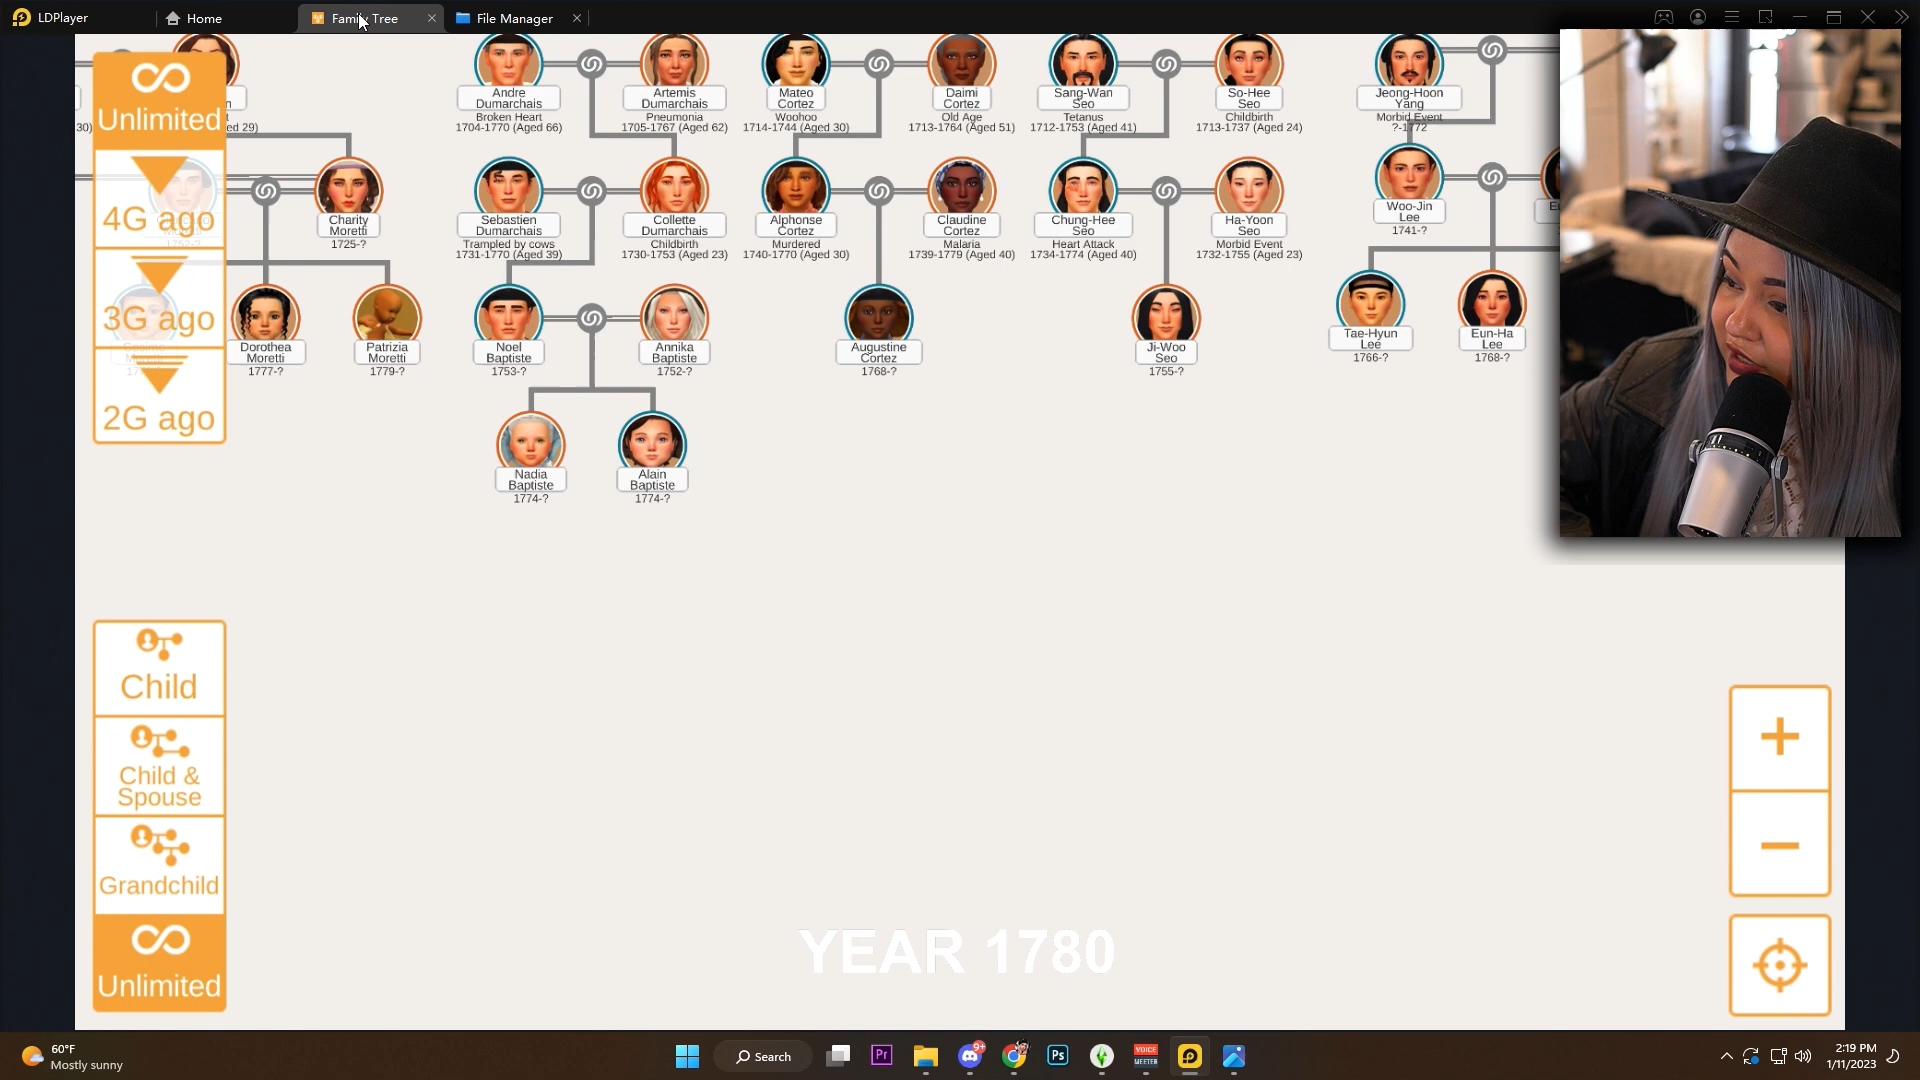 LDPlayer
Home
Family Tree
File Manager
Unlimited
4G ago
3G ago
2G ago
30)
ed 29)
Andre
Dumarchais
Broken Heart
1704-1770 (Aged 66)
Artemis
Dumarchais
Pneumonia
1705-1767 (Aged 62)
Mateo
Cortez
Woohoo
1714-1744 (Aged 30)
Daimi
Cortez
Old Age
1713-1764 (Aged 51)
Sang-Wan
Seo
Tetanus
1712-1753 (Aged 41)
So-Hee
Seo
Childbirth
1713-1737 (Aged 24)
Jeong-Hoon
Yang
Morbid Event
?-1772
Charity
Moretti
1725-?
Sebastien
Dumarchais
Trampled by cows
1731-1770 (Aged 39)
Collette
Dumarchais
Childbirth
1730-1753 (Aged 23)
Alphonse
Cortez
Murdered
1740-1770 (Aged 30)
Claudine
Cortez
Malaria
1739-1779 (Aged 40)
Chung-Hee
Seo
Heart Attack
1734-1774 (Aged 40)
Ha-Yoon
Seo
Morbid Event
1732-1755 (Aged 23)
Woo-Jin
Lee
1741-?
Dorothea
Moretti
1777-?
Patrizia
Moretti
1779-?
Noel
Baptiste
1753-?
Annika
Baptiste
1752-?
Augustine
Cortez
1768-?
Ji-Woo
Seo
1755-?
Tae-Hyun
Lee
1766-?
Eun-Ha
Lee
1768-?
Nadia
Baptiste
1774-?
Alain
Baptiste
1774-?
Child
Child &
Spouse
Grandchild
Unlimited
YEAR 1780
60°F
Mostly sunny
Search
Pr
9+
Ps
VOICE
MEETER
2:19 PM
1/11/2023